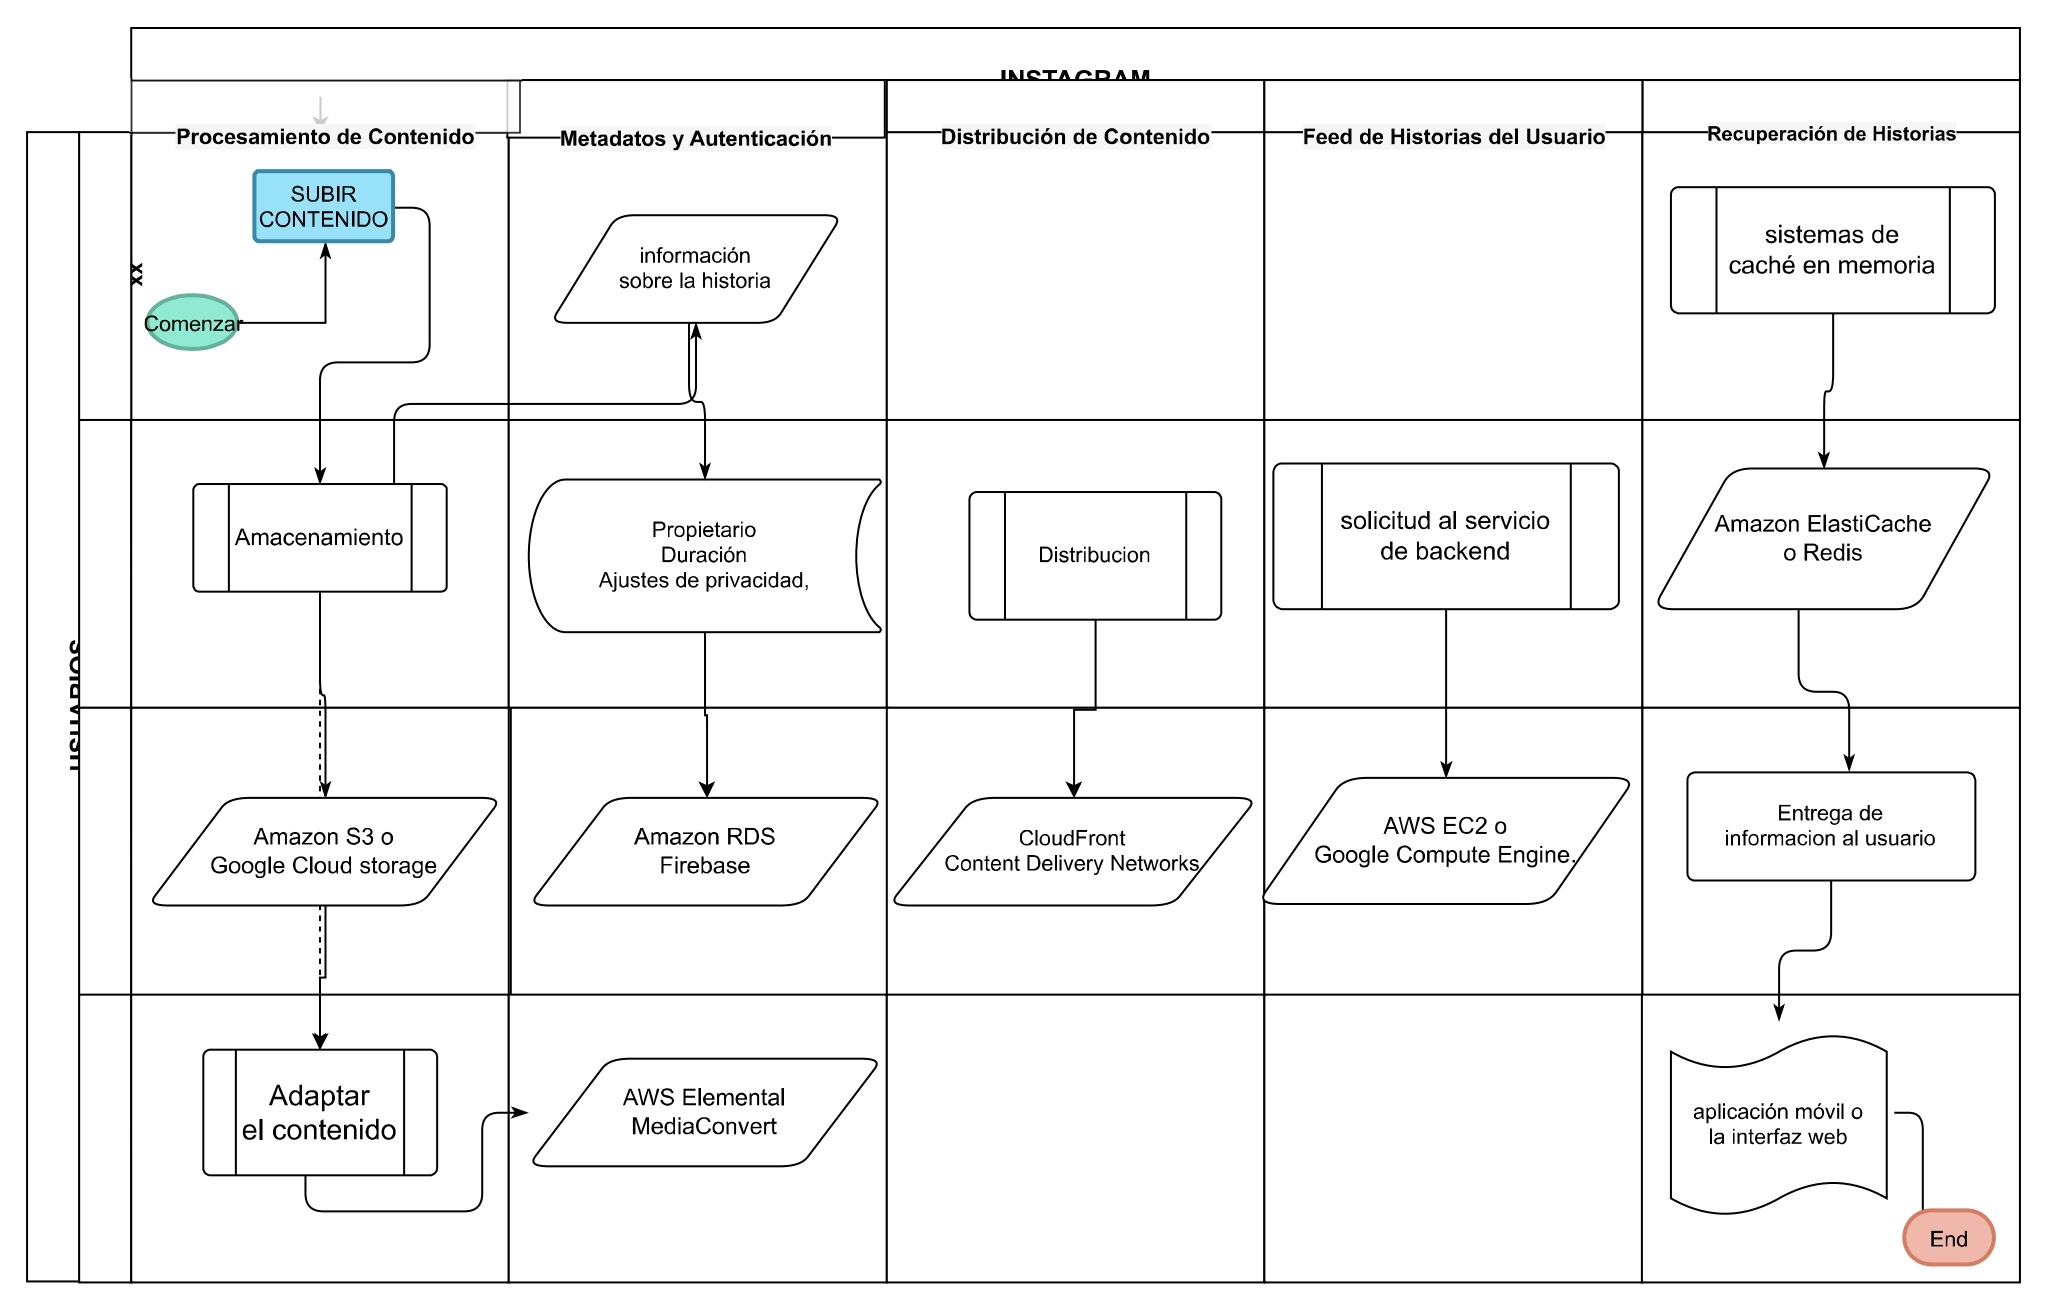 INSTAGRAM
Procesamiento de Contenido
Metadatos y Autenticación
Distribución de Contenido
Feed de Historias del Usuario
Recuperación de Historias
USUARIOS
xx
SUBIR
CONTENIDO
Comenzar
información
sobre la historia
sistemas de
caché en memoria
Amacenamiento
Propietario
Duración
Ajustes de privacidad,
Distribucion
solicitud al servicio
de backend
Amazon ElastiCache
o Redis
Amazon S3 o
Google Cloud storage
Amazon RDS
Firebase
CloudFront
Content Delivery Networks
AWS EC2 o
Google Compute Engine.
Entrega de
informacion al usuario
Adaptar
el contenido
AWS Elemental
MediaConvert
aplicación móvil o
la interfaz web
End